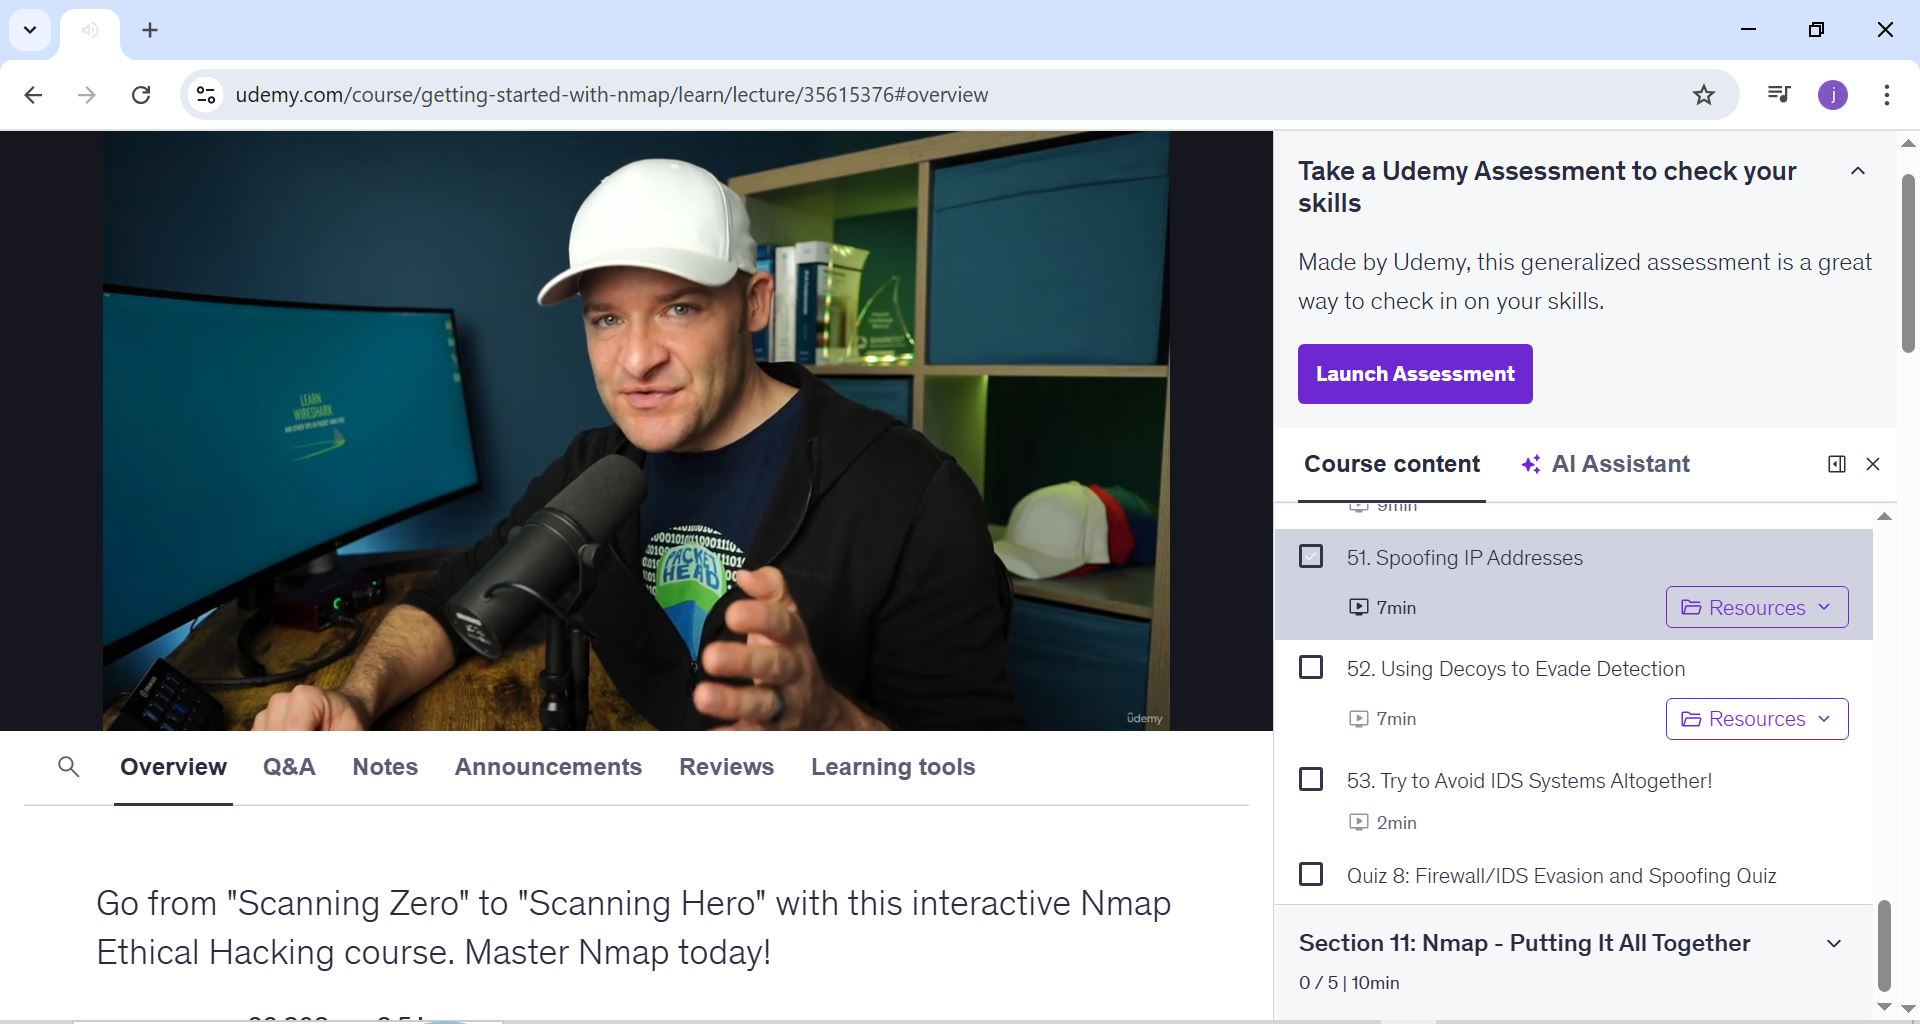 udemy.com/course/getting-started-with-nmap/learn/lecture/35615376#overview
j
LEARN
WIRESHARK
PACKET
HEAD
udemy
Take a Udemy Assessment to check your
skills
Made by Udemy, this generalized assessment is a great
way to check in on your skills.
Launch Assessment
Course content
AI Assistant
9min
51. Spoofing IP Addresses
7min
Resources
52. Using Decoys to Evade Detection
7min
Resources
53. Try to Avoid IDS Systems Altogether!
2min
Quiz 8: Firewall/IDS Evasion and Spoofing Quiz
Section 11: Nmap - Putting It All Together
0 / 5 | 10min
Overview
Q&A
Notes
Announcements
Reviews
Learning tools
Go from "Scanning Zero" to "Scanning Hero" with this interactive Nmap
Ethical Hacking course. Master Nmap today!